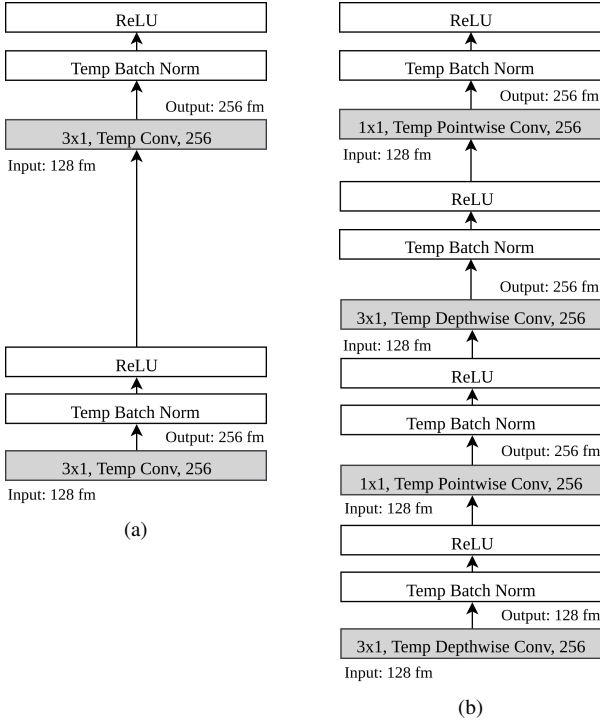 ReLU
Temp Batch Norm
Output: 256 fm
3x1, Temp Conv, 256
Input: 128 fm
ReLU
Temp Batch Norm
Output: 256 fm
3x1, Temp Conv, 256
Input: 128 fm
(a)
ReLU
Temp Batch Norm
Output: 256 fm
1x1, Temp Pointwise Conv, 256
Input: 128 fm
ReLU
Temp Batch Norm
Output: 256 fm
3x1, Temp Depthwise Conv, 256
Input: 128 fm
ReLU
Temp Batch Norm
Output: 256 fm
1x1, Temp Pointwise Conv, 256
Input: 128 fm
ReLU
Temp Batch Norm
Output: 128 fm
3x1, Temp Depthwise Conv, 256
Input: 128 fm
(b)